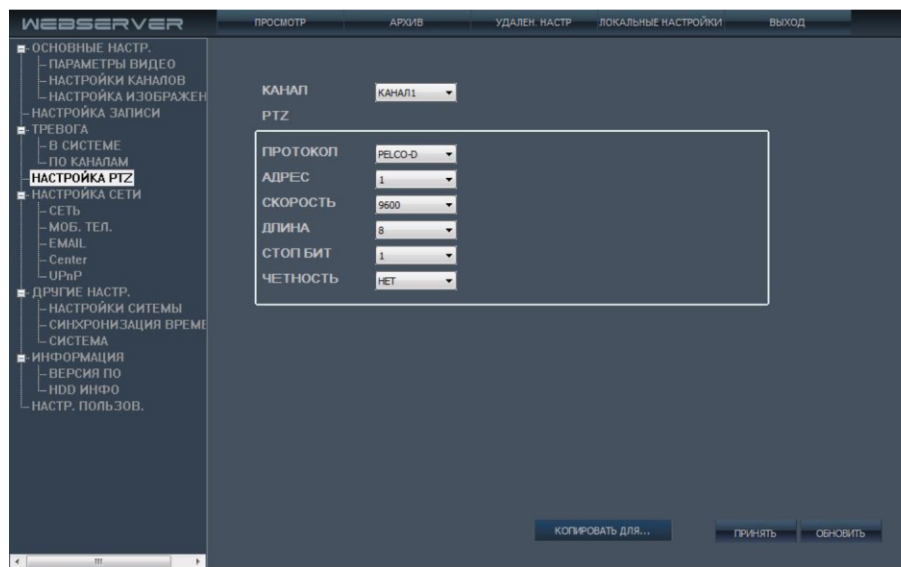 WEBSERVER
ПРОСМОТР АРХИВ УДАЛЕН. НАСТР ЛОКАЛЬНЫЕ НАСТРОЙКИ ВЫХОД
ОСНОВНЫЕ НАСТР.
ПАРАМЕТРЫ ВИДЕО
НАСТРОЙКИ КАНАЛОВ
НАСТРОЙКА ИЗОБРАЖЕН
НАСТРОЙКА ЗАПИСИ
ТРЕВОГА
В СИСТЕМЕ
ПО КАНАЛАМ
НАСТРОЙКА PTZ
НАСТРОЙКА СЕТИ
СЕТЬ
МОБ. ТЕЛ.
EMAIL
Center
UPnP
ДРУГИЕ НАСТР.
НАСТРОЙКИ СИТЕМЫ
СИНХРОНИЗАЦИЯ ВРЕМЕ
СИСТЕМА
ИНФОРМАЦИЯ
ВЕРСИЯ ПО
HDD ИНФО
НАСТР. ПОЛЬЗОВ.
КАНАЛ КАНАЛ1
PTZ
ПРОТОКОЛ PELCO-D
АДРЕС 1
СКОРОСТЬ 9600
ДЛИНА 8
СТОП БИТ 1
ЧЕТНОСТЬ НЕТ
КОПИРОВАТЬ ДЛЯ... ПРИНЯТЬ ОБНОВИТЬ